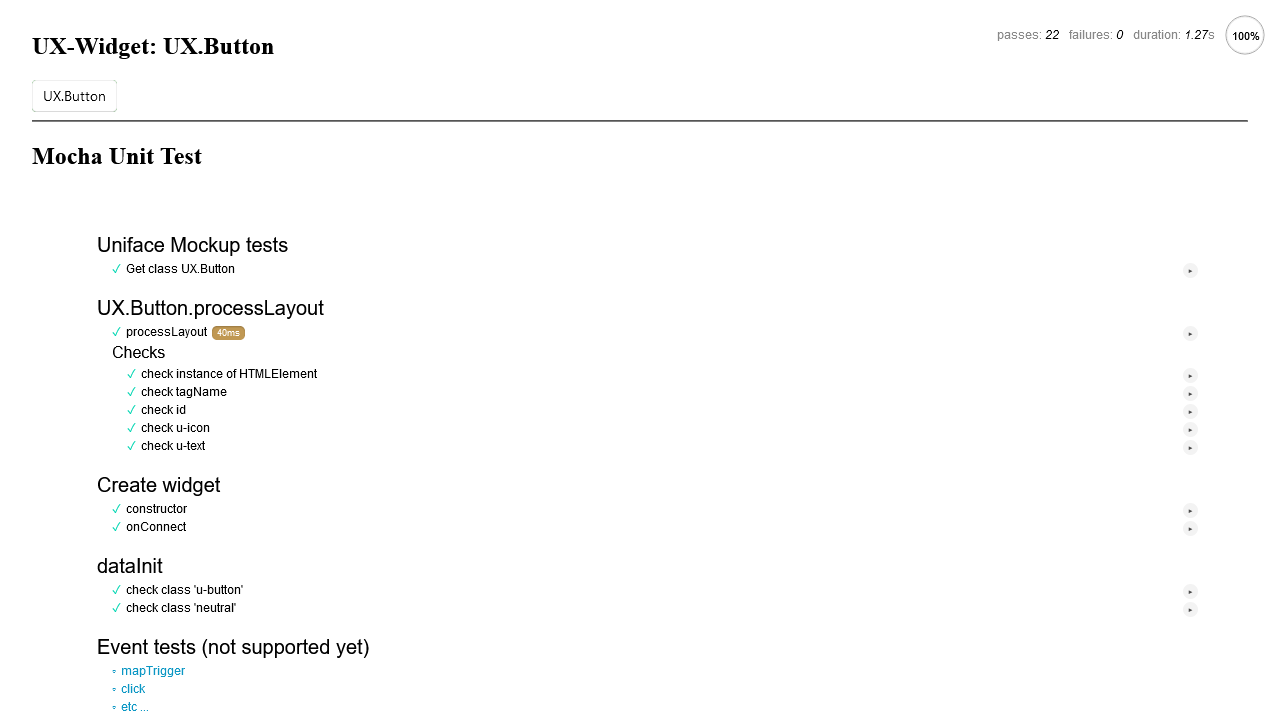 UX-Widget: UX.Button
passes: 22 failures: 0 duration: 1.27s 100%
UX.Button
Mocha Unit Test
Uniface Mockup tests
✓ Get class UX.Button
UX.Button.processLayout
✓ processLayout 40ms
Checks
✓ check instance of HTMLElement
✓ check tagName
✓ check id
✓ check u-icon
✓ check u-text
Create widget
✓ constructor
✓ onConnect
dataInit
✓ check class 'u-button'
✓ check class 'neutral'
Event tests (not supported yet)
mapTrigger
click
etc ...